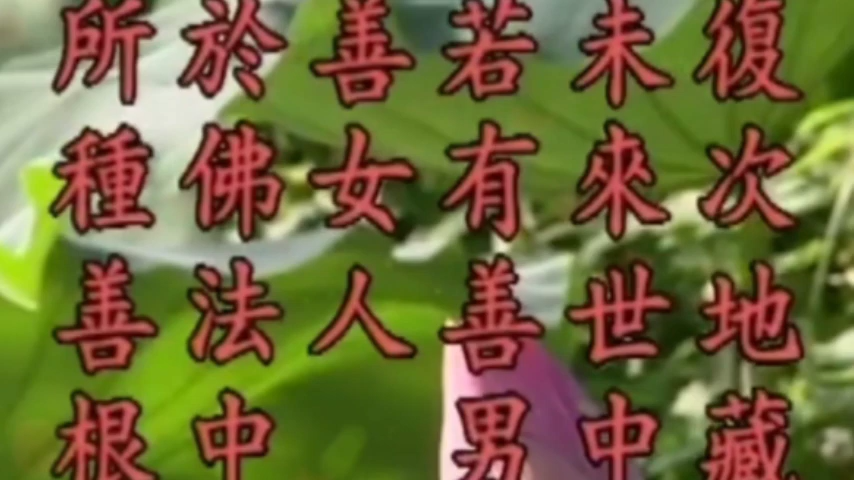 復次地藏
未來世中
若有善男
善女人
於佛法中
所種善根